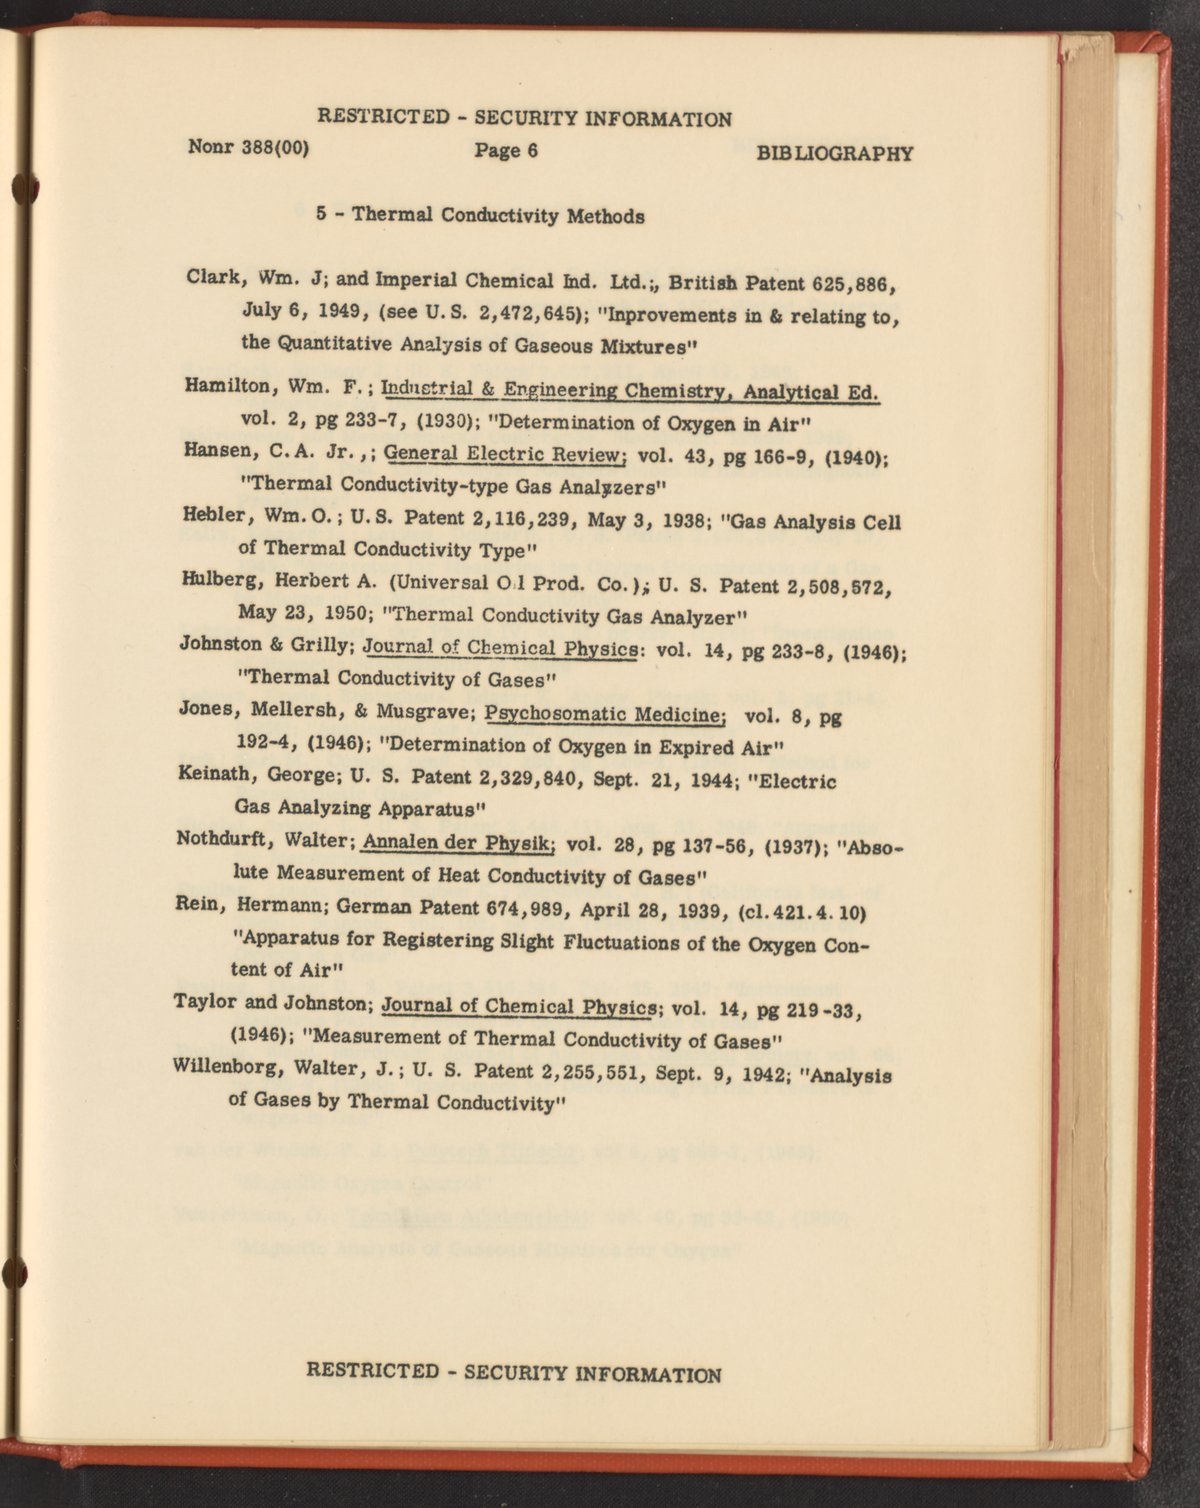 RESTRICTED - SECURITY INFORMATION
Nonr 388(00) Page 6 BIBLIOGRAPHY
5 - Thermal Conductivity Methods
Clark, Wm. J; and Imperial Chemical Ind. Ltd.;, British Patent 625,886,
July 6, 1949, (see U.S. 2,472,645); "Inprovements in & relating to,
the Quantitative Analysis of Gaseous Mixtures"
Hamilton, Wm. F.; Industrial & Engineering Chemistry, Analytical Ed.
vol. 2, pg 233-7, (1930); "Determination of Oxygen in Air"
Hansen, C.A. Jr.,; General Electric Review; vol. 43, pg 166-9, (1940);
"Thermal Conductivity-type Gas Analyzers"
Hebler, Wm.O.; U.S. Patent 2,116,239, May 3, 1938; "Gas Analysis Cell
of Thermal Conductivity Type"
Hulberg, Herbert A. (Universal Oil Prod. Co.); U. S. Patent 2,508,572,
May 23, 1950; "Thermal Conductivity Gas Analyzer"
Johnston & Grilly; Journal of Chemical Physics: vol. 14, pg 233-8, (1946);
"Thermal Conductivity of Gases"
Jones, Mellersh, & Musgrave; Psychosomatic Medicine; vol. 8, pg
192-4, (1946); "Determination of Oxygen in Expired Air"
Keinath, George; U. S. Patent 2,329,840, Sept. 21, 1944; "Electric
Gas Analyzing Apparatus"
Nothdurft, Walter; Annalen der Physik; vol. 28, pg 137-56, (1937); "Abso-
lute Measurement of Heat Conductivity of Gases"
Rein, Hermann; German Patent 674,989, April 28, 1939, (cl.421.4.10)
"Apparatus for Registering Slight Fluctuations of the Oxygen Con-
tent of Air"
Taylor and Johnston; Journal of Chemical Physics; vol. 14, pg 219-33,
(1946); "Measurement of Thermal Conductivity of Gases"
Willenborg, Walter, J.; U. S. Patent 2,255,551, Sept. 9, 1942; "Analysis
of Gases by Thermal Conductivity"
RESTRICTED - SECURITY INFORMATION